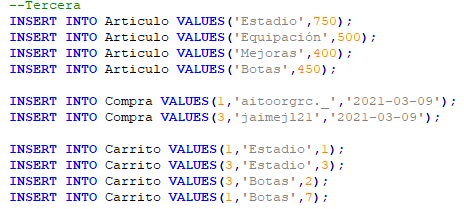 --Tercera
INSERT INTO Articulo VALUES('Estadio',750);
INSERT INTO Articulo VALUES('Equipación',500);
INSERT INTO Articulo VALUES('Mejoras',400);
INSERT INTO Articulo VALUES('Botas',450);
INSERT INTO Compra VALUES(1,'aitoorgrc._','2021-03-09');
INSERT INTO Compra VALUES(3,'jaimejl21','2021-03-09');
INSERT INTO Carrito VALUES(1,'Estadio',1);
INSERT INTO Carrito VALUES(3,'Estadio',3);
INSERT INTO Carrito VALUES(3,'Botas',2);
INSERT INTO Carrito VALUES(1,'Botas',7);